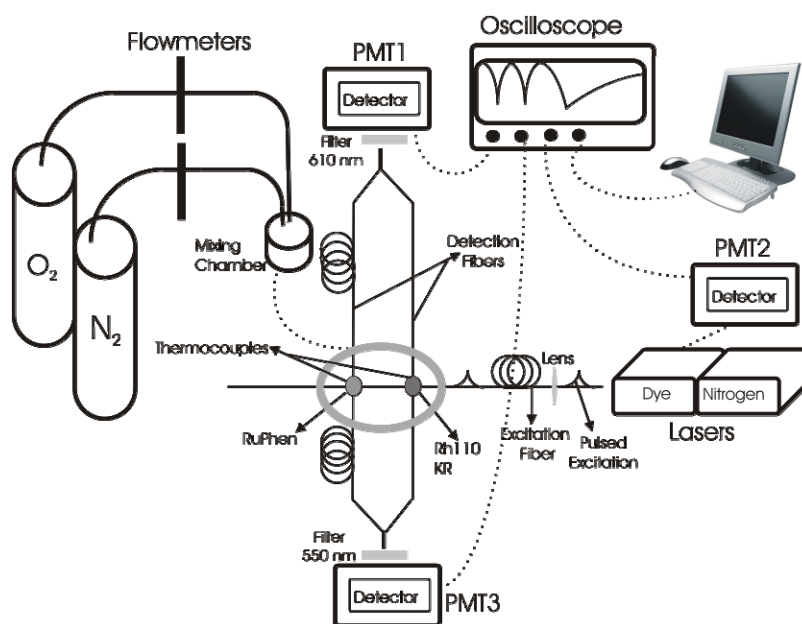 Flowmeters
PMT1
Detector
Filter
610 nm
Oscilloscope
O2
N2
Mixing
Chamber
Detection
Fibers
PMT2
Detector
Thermocouples
Lens
Dye
Nitrogen
Lasers
RuPhen
Rh110
KR
Excitation
Fiber
Pulsed
Excitation
Filter
550 nm
Detector
PMT3